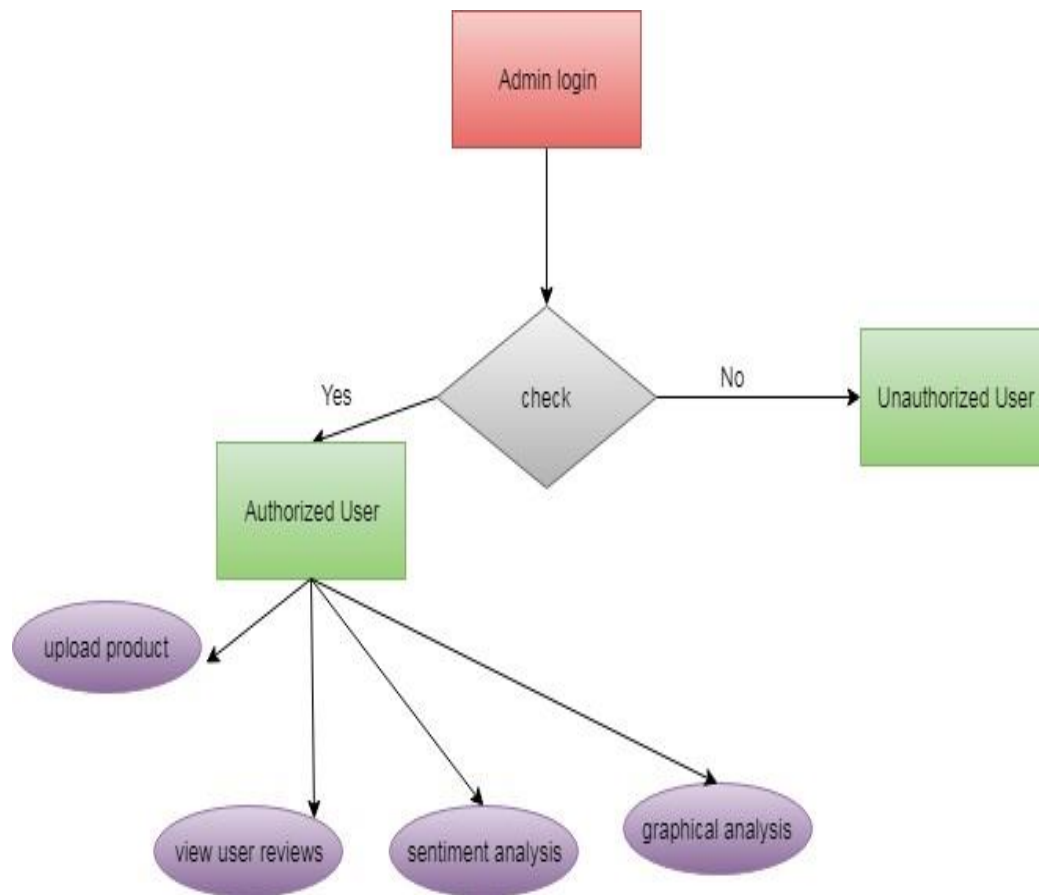 Admin login
check
Yes
No
Unauthorized User
Authorized User
upload product
view user reviews
sentiment analysis
graphical analysis